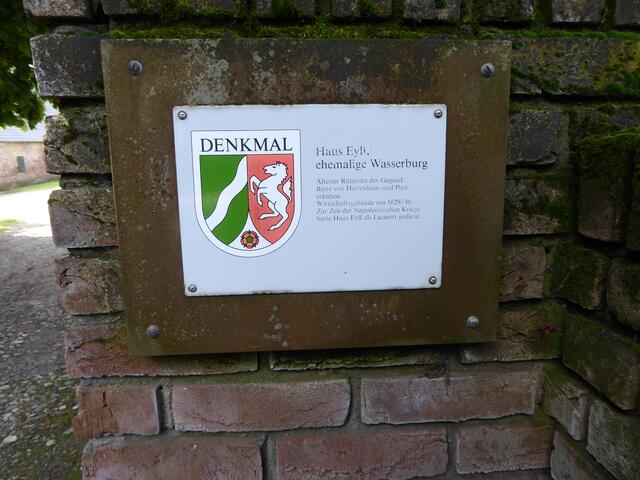 DENKMAL
Haus Eyll,
ehemalige Wasserburg
Ältester Rittersitz der Gegend.
Reste von Herrenhaus und Park
erhalten.
Wirtschaftsgebäude um 1829/30.
Zur Zeit der Napoleonischen Kriege
hatte Haus Eyll als Lazarett gedient.